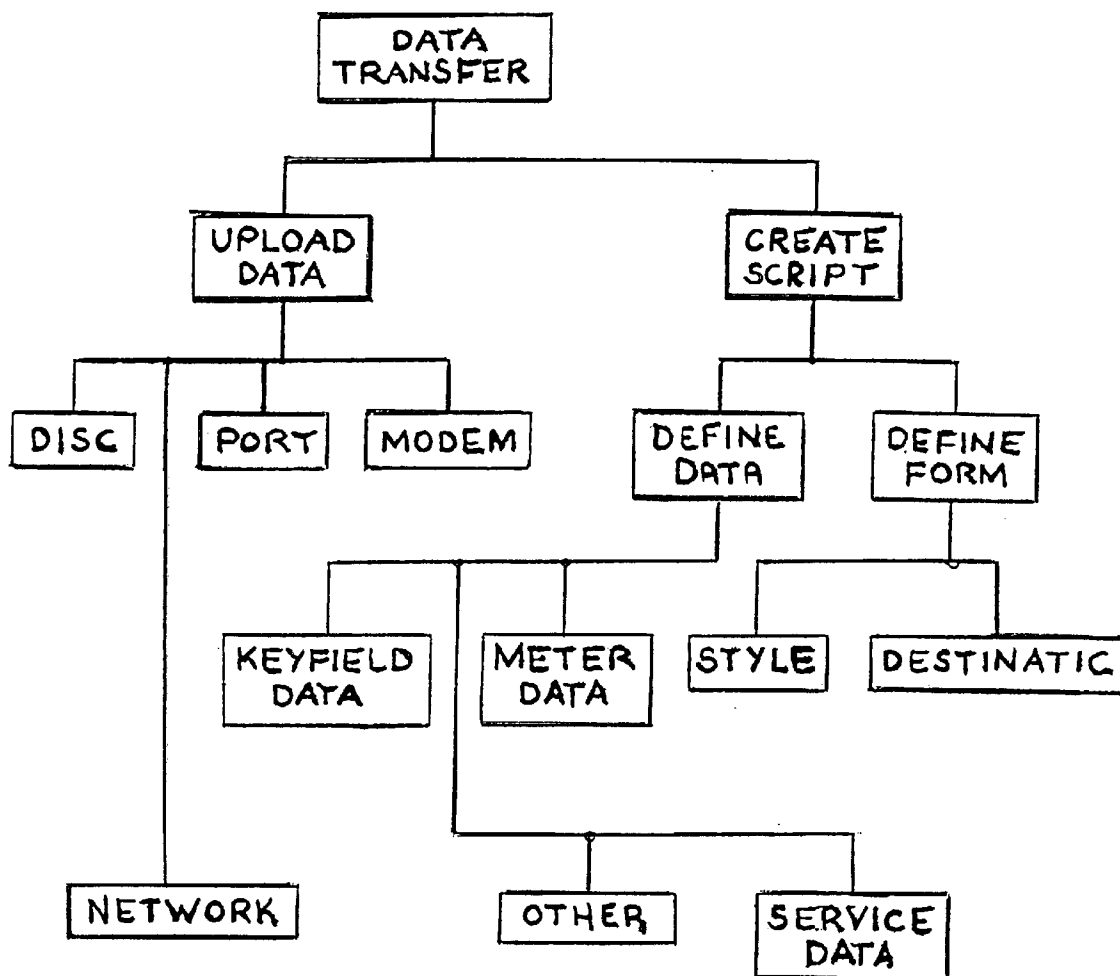 DATA
TRANSFER
UPLOAD
DATA
CREATE
SCRIPT
DISC
PORT
MODEM
DEFINE
DATA
DEFINE
FORM
KEYFIELD
DATA
METER
DATA
STYLE
DESTINATIC
NETWORK
OTHER
SERVICE
DATA